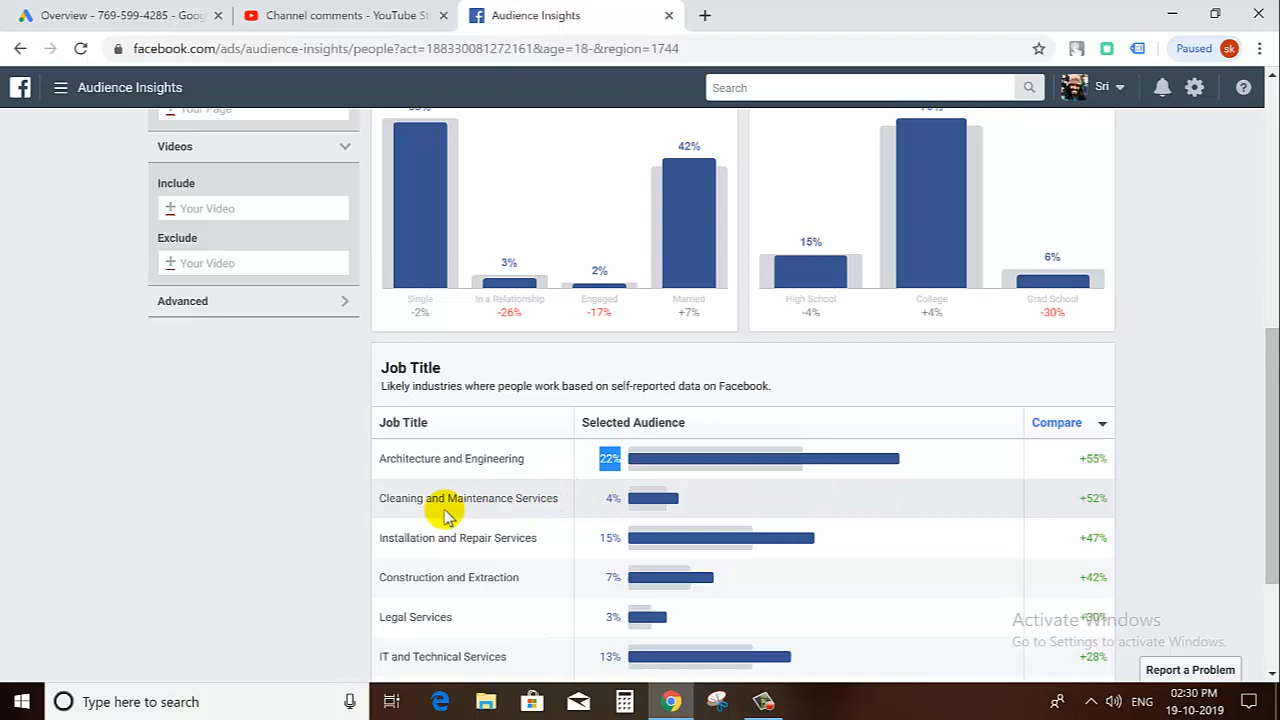 Overview - 769-599-4285 - Goog
Channel comments - YouTube St
Audience Insights
facebook.com/ads/audience-insights/people?act=188330081272161&age=18-&region=1744
Paused
sk
Audience Insights
Search
Sri
Your Page
Videos
Include
Your Video
Exclude
Your Video
Advanced
42%
3%
2%
Single
In a Relationship
Engaged
Married
-2%
-26%
-17%
+7%
15%
6%
High School
College
Grad School
-4%
+4%
-30%
Job Title
Likely industries where people work based on self-reported data on Facebook.
Job Title
Selected Audience
Compare
Architecture and Engineering
22%
+55%
Cleaning and Maintenance Services
4%
+52%
Installation and Repair Services
15%
+47%
Construction and Extraction
7%
+42%
Legal Services
3%
+30%
IT and Technical Services
13%
+28%
Activate Windows
Go to Settings to activate Windows.
Report a Problem
Type here to search
ENG
02:30 PM
19-10-2019